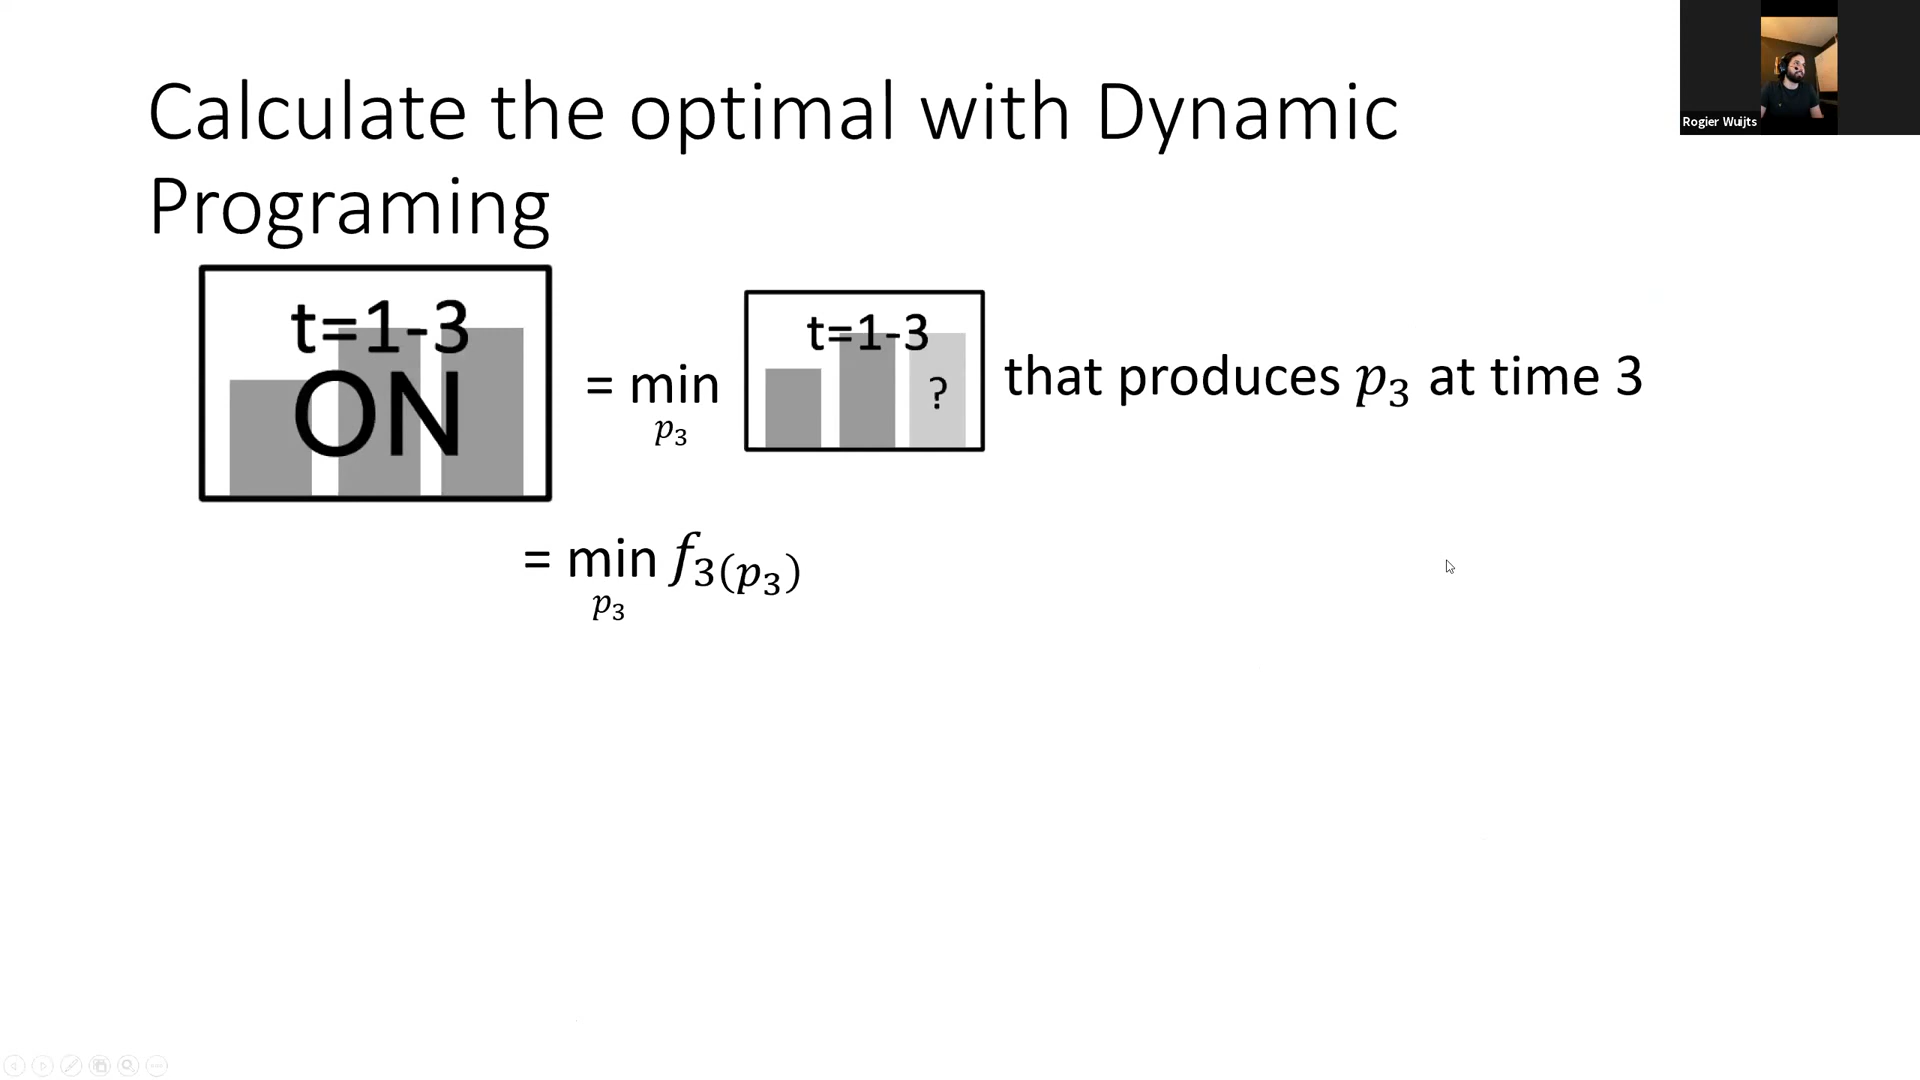 Calculate the optimal with Dynamic
Programing
Rogier Wuijts
t=1-3
ON
= min
p₃
t=1-3
?
that produces p₃ at time 3
= min f₃(p₃)
p₃